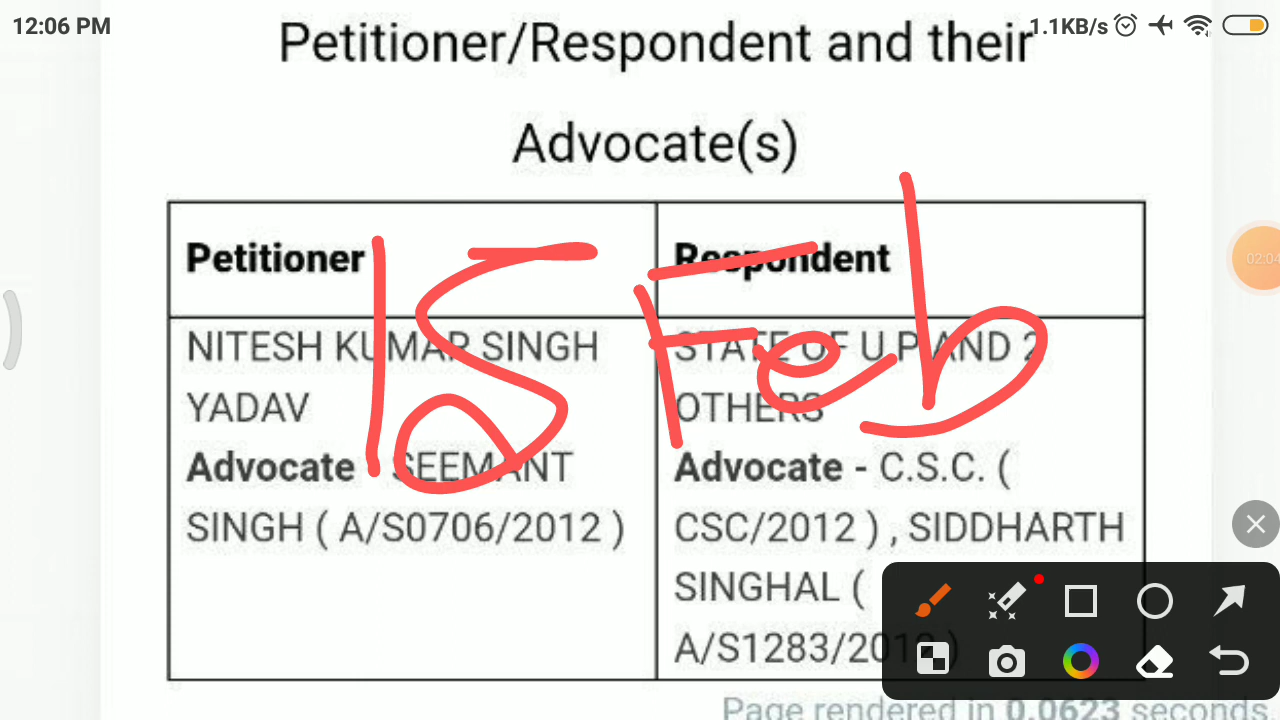 12:06 PM
1.1KB/s
Petitioner/Respondent and their
Advocate(s)
Petitioner
Respondent
15 Feb
NITESH KUMAR SINGH
YADAV
Advocate - SEEMANT
SINGH ( A/S0706/2012 )
STATE OF U P AND 2
OTHERS
Advocate - C.S.C. (
CSC/2012 ) , SIDDHARTH
SINGHAL (
02:04
Page rendered in 0.0623 seconds